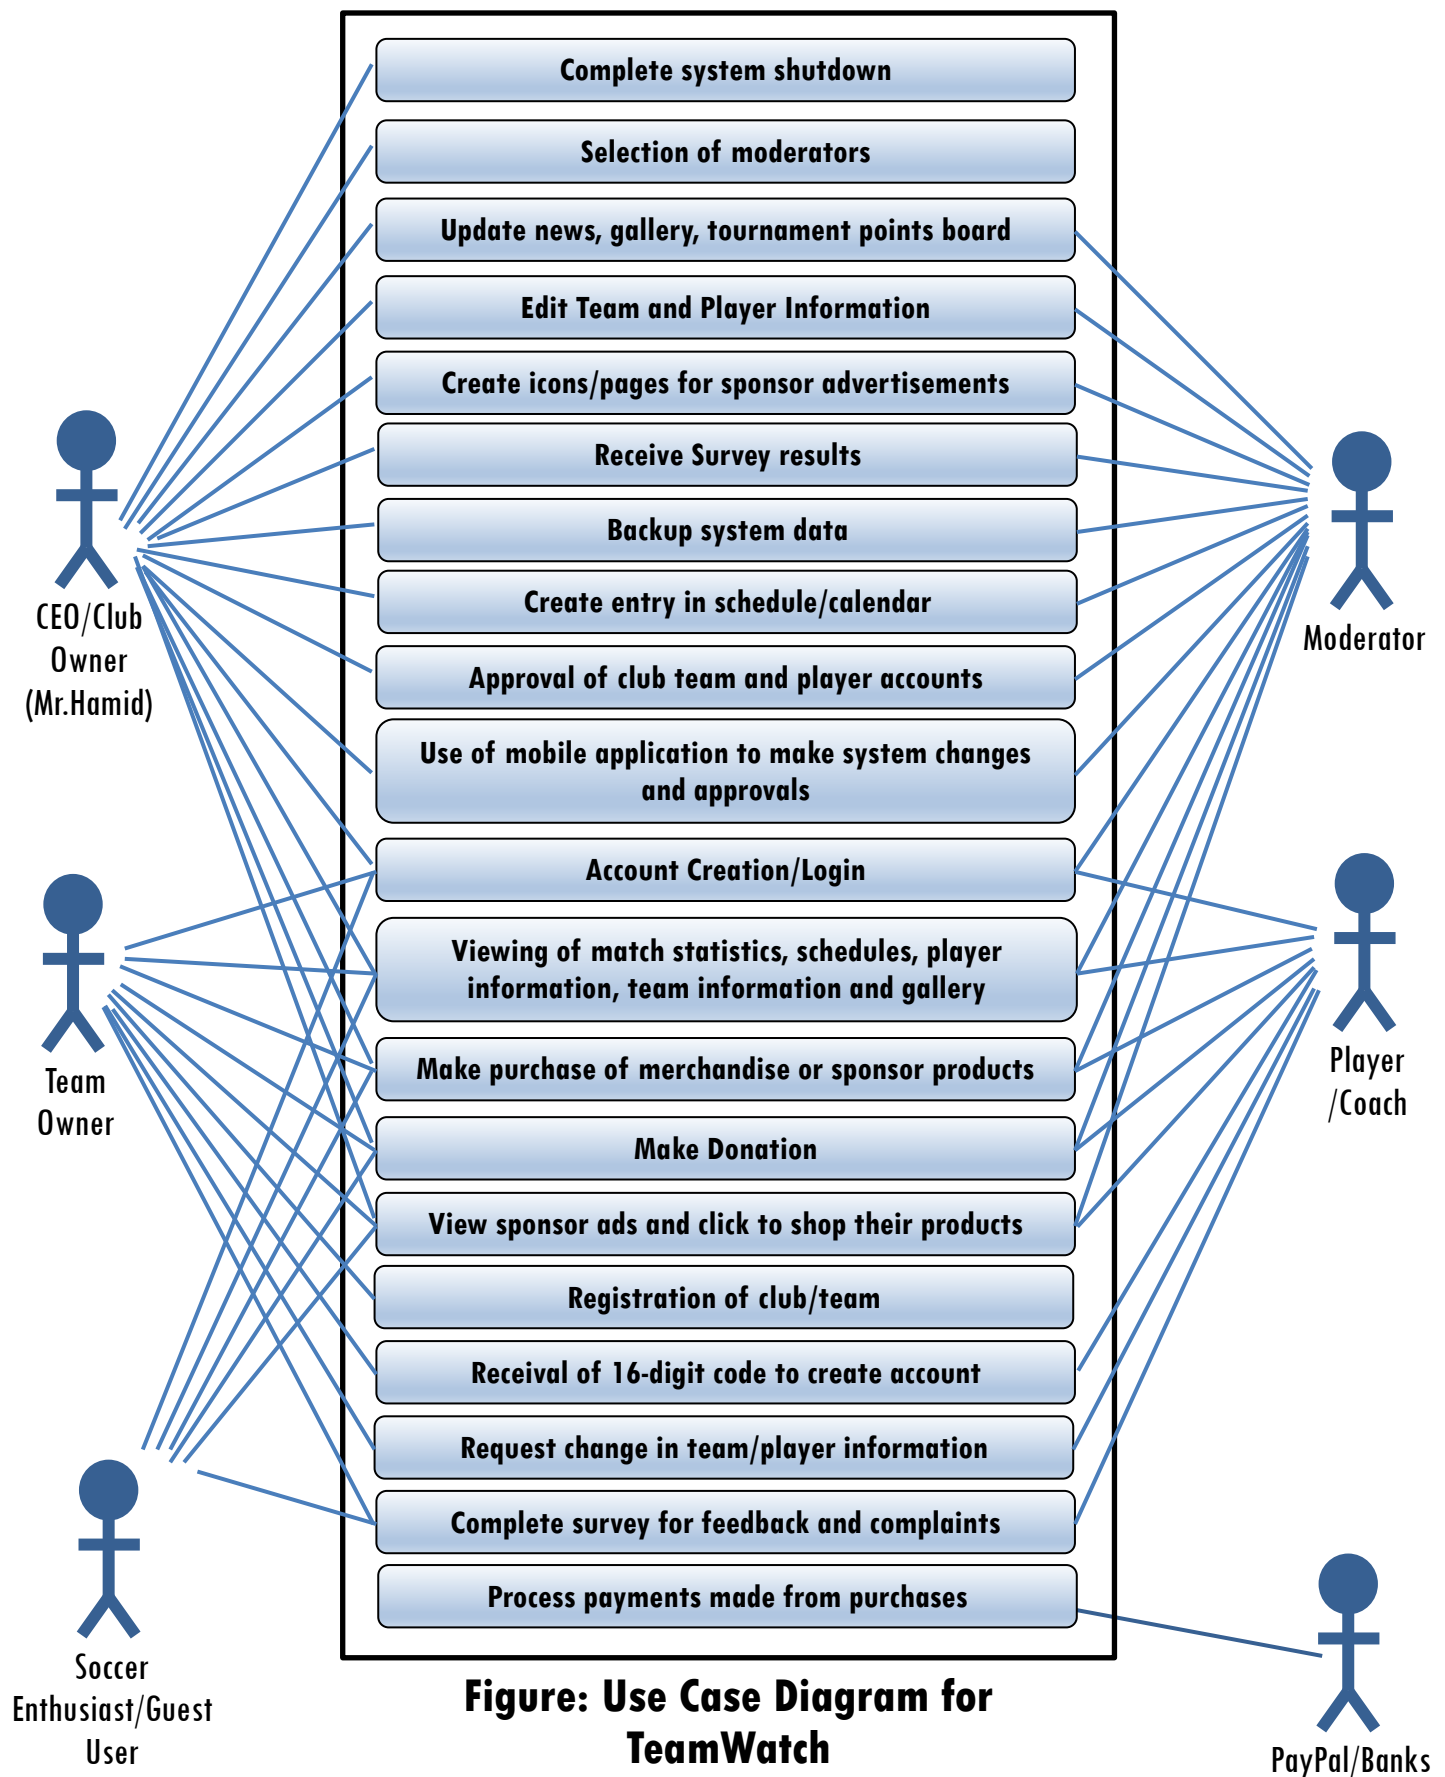 Complete system shutdown
Selection of moderators
Update news, gallery, tournament points board
Edit Team and Player Information
Create icons/pages for sponsor advertisements
Receive Survey results
Backup system data
Create entry in schedule/calendar
Approval of club team and player accounts
Use of mobile application to make system changes
and approvals
Account Creation/Login
Viewing of match statistics, schedules, player
information, team information and gallery
Make purchase of merchandise or sponsor products
Make Donation
View sponsor ads and click to shop their products
Registration of club/team
Receival of 16-digit code to create account
Request change in team/player information
Complete survey for feedback and complaints
Process payments made from purchases
CEO/Club
Owner
(Mr.Hamid)
Team
Owner
Soccer
Enthusiast/Guest
User
Moderator
Player
/Coach
PayPal/Banks
Figure: Use Case Diagram for
TeamWatch